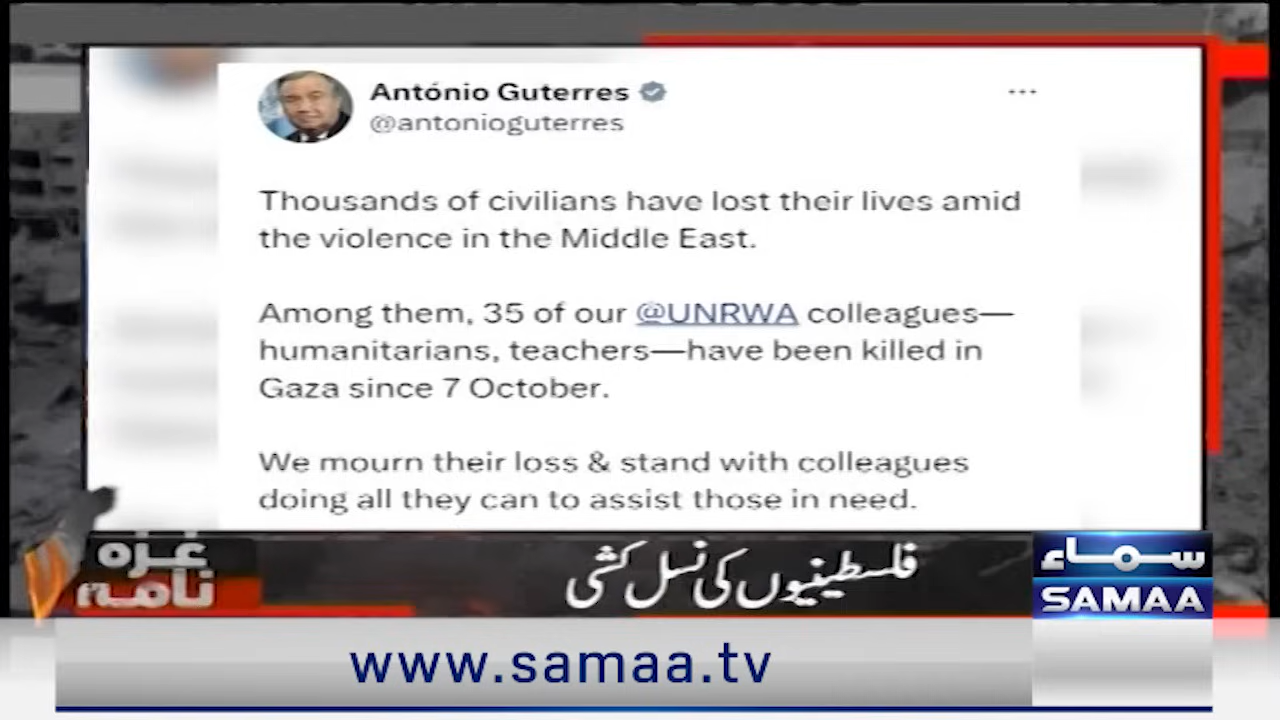 António Guterres
@antonioguterres
...
Thousands of civilians have lost their lives amid
the violence in the Middle East.
Among them, 35 of our @UNRWA colleagues—
humanitarians, teachers—have been killed in
Gaza since 7 October.
We mourn their loss & stand with colleagues
doing all they can to assist those in need.
غزہ
نامہ
فلسطینیوں کی نسل کشی
سماء
SAMAA
www.samaa.tv